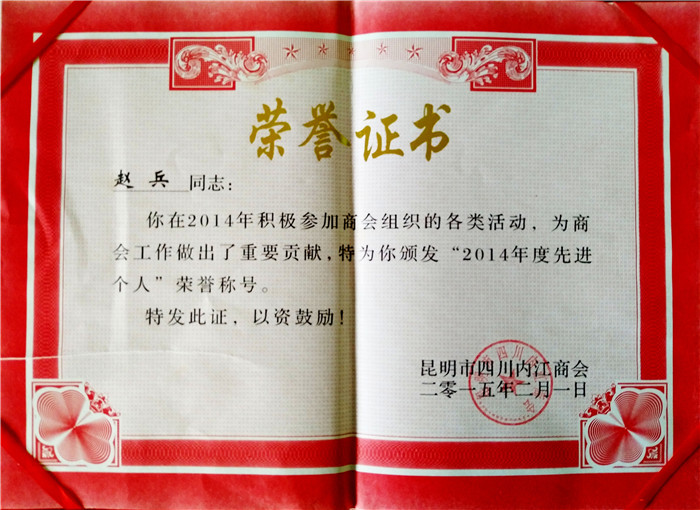 荣誉证书
赵兵 同志：
你在2014年积极参加商会组织的各类活动，为商
会工作做出了重要贡献，特为你颁发“2014年度先进
个人”荣誉称号。
特发此证，以资鼓励！
昆明市四川内江商会
二零一五年二月一日